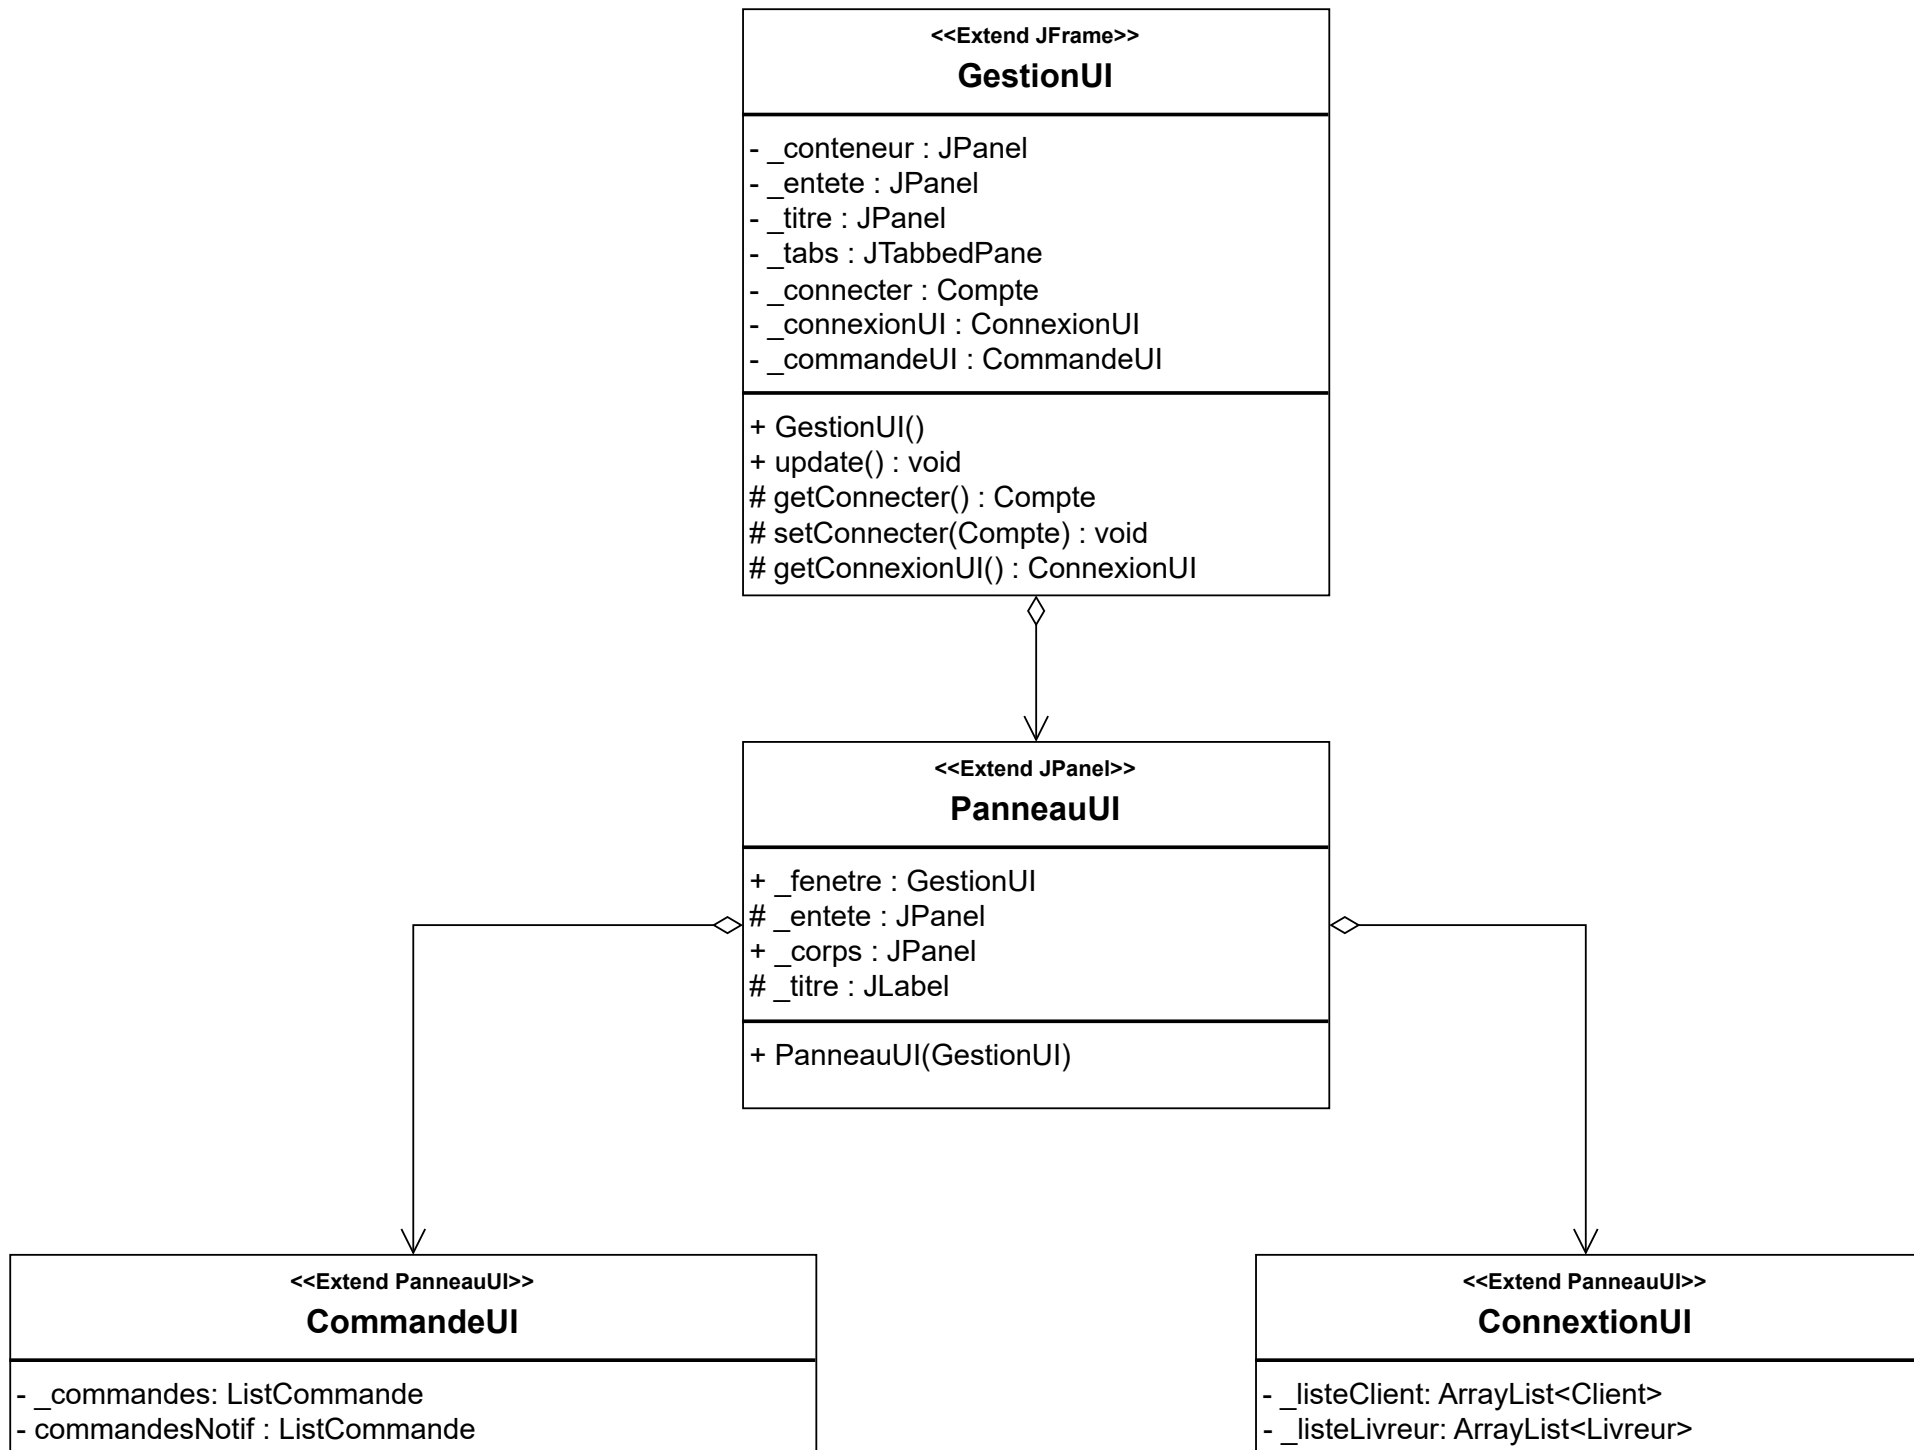 <<Extend JFrame>>
GestionUI
- _conteneur : JPanel
- _entete : JPanel
- _titre : JPanel
- _tabs : JTabbedPane
- _connecter : Compte
- _connexionUI : ConnexionUI
- _commandeUI : CommandeUI
+ GestionUI()
+ update() : void
# getConnecter() : Compte
# setConnecter(Compte) : void
# getConnexionUI() : ConnexionUI
<<Extend JPanel>>
PanneauUI
+ _fenetre : GestionUI
# _entete : JPanel
+ _corps : JPanel
# _titre : JLabel
+ PanneauUI(GestionUI)
<<Extend PanneauUI>>
CommandeUI
- _commandes: ListCommande
- commandesNotif : ListCommande
<<Extend PanneauUI>>
ConnextionUI
- _listeClient: ArrayList<Client>
- _listeLivreur: ArrayList<Livreur>